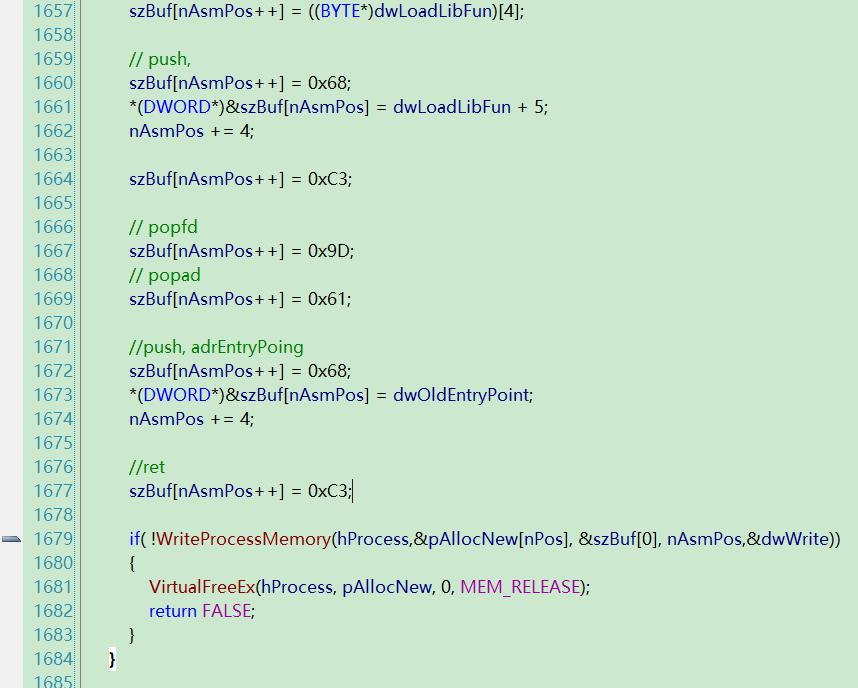 1657 szBuf[nAsmPos++] = ((BYTE*)dwLoadLibFun)[4];
1658
1659 // push,
1660 szBuf[nAsmPos++] = 0x68;
1661 *(DWORD*)&szBuf[nAsmPos] = dwLoadLibFun + 5;
1662 nAsmPos += 4;
1663
1664 szBuf[nAsmPos++] = 0xC3;
1665
1666 // popfd
1667 szBuf[nAsmPos++] = 0x9D;
1668 // popad
1669 szBuf[nAsmPos++] = 0x61;
1670
1671 //push, adrEntryPoing
1672 szBuf[nAsmPos++] = 0x68;
1673 *(DWORD*)&szBuf[nAsmPos] = dwOldEntryPoint;
1674 nAsmPos += 4;
1675
1676 //ret
1677 szBuf[nAsmPos++] = 0xC3;
1678
1679 if( !WriteProcessMemory(hProcess,&pAllocNew[nPos], &szBuf[0], nAsmPos,&dwWrite))
1680 {
1681 VirtualFreeEx(hProcess, pAllocNew, 0, MEM_RELEASE);
1682 return FALSE;
1683 }
1684 }
1685